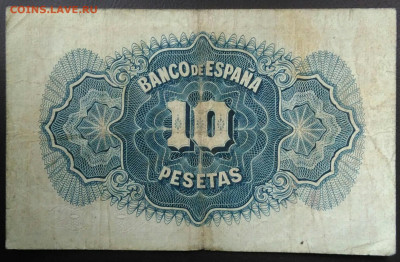 COINS.LAVE.RU
BANCO DE ESPAÑA
10
PESETAS